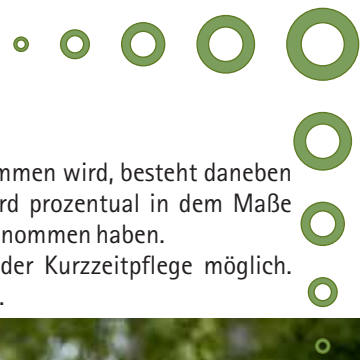 mmen wird, besteht daneben
rd prozentual in dem Maße
nommen haben.
der Kurzzeitpflege möglich.
.